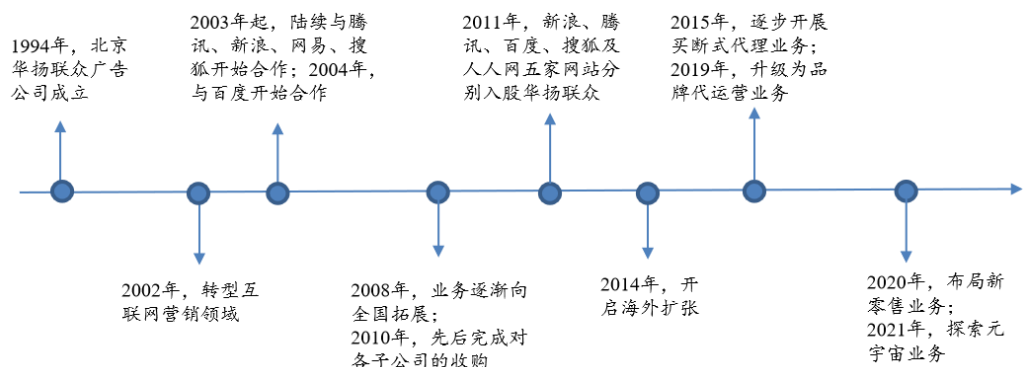 1994年，北京
华扬联众广告
公司成立
2002年，转型互
联网营销领域
2003年起，陆续与腾
讯、新浪、网易、搜
狐开始合作；2004年，
与百度开始合作
2008年，业务逐渐向
全国拓展；
2010年，先后完成对
各子公司的收购
2011年，新浪、腾
讯、百度、搜狐及
人人网五家网站分
别入股华扬联众
2014年，开
启海外扩张
2015年，逐步开展
买断式代理业务；
2019年，升级为品
牌代运营业务
2020年，布局新
零售业务；
2021年，探索元
宇宙业务